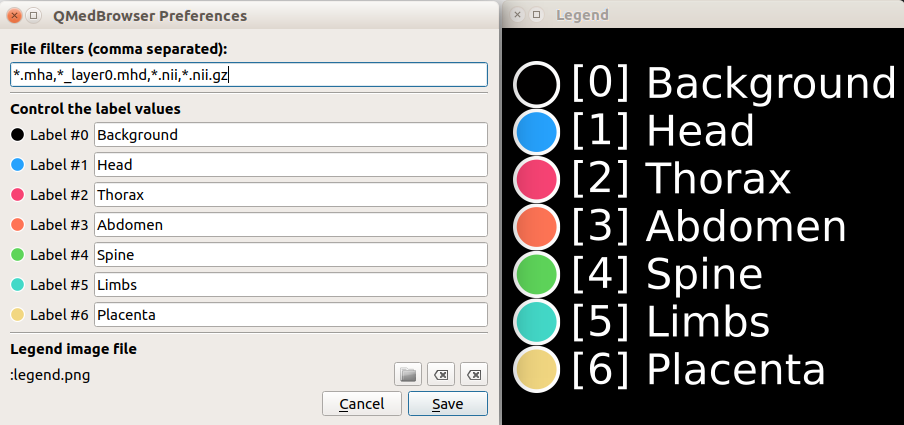 QMedBrowser Preferences
File filters (comma separated):
*.mha,*_layer0.mhd,*.nii,*.nii.gz
Control the label values
Label #0 Background
Label #1 Head
Label #2 Thorax
Label #3 Abdomen
Label #4 Spine
Label #5 Limbs
Label #6 Placenta
Legend image file
:legend.png
Cancel Save
Legend
[0] Background
[1] Head
[2] Thorax
[3] Abdomen
[4] Spine
[5] Limbs
[6] Placenta